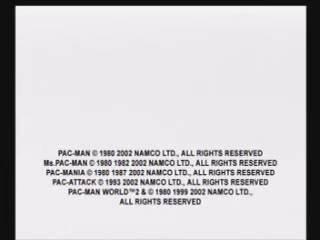 PAC-MAN © 1980 2002 NAMCO LTD., ALL RIGHTS RESERVED
Ms.PAC-MAN © 1980 1982 2002 NAMCO LTD., ALL RIGHTS RESERVED
PAC-MANIA © 1980 1987 2002 NAMCO LTD., ALL RIGHTS RESERVED
PAC-ATTACK © 1993 2002 NAMCO LTD., ALL RIGHTS RESERVED
PAC-MAN WORLD™2 & © 1980 1999 2002 NAMCO LTD.,
ALL RIGHTS RESERVED